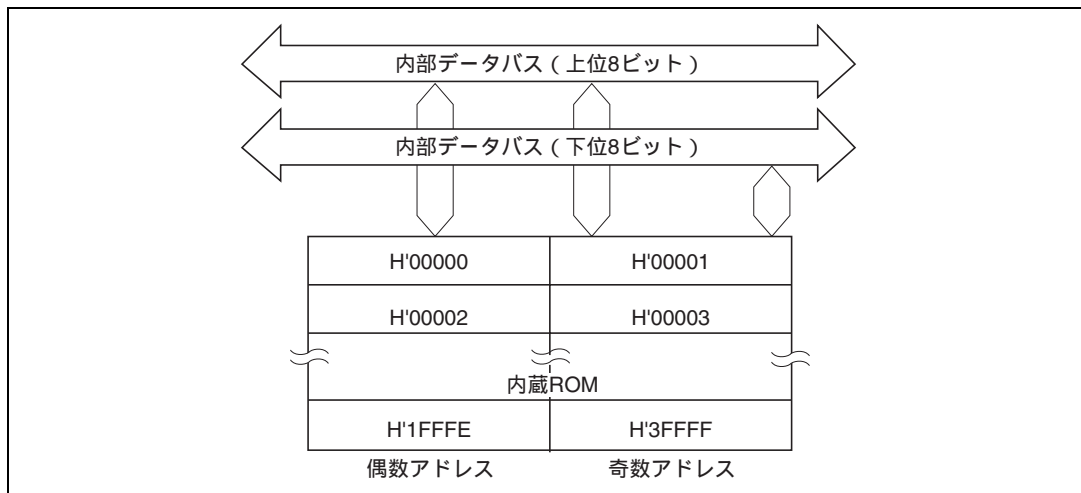 内部データバス（上位8ビット）
内部データバス（下位8ビット）
H'00000 H'00001
H'00002 H'00003
内蔵ROM
H'1FFFE H'3FFFF
偶数アドレス 奇数アドレス